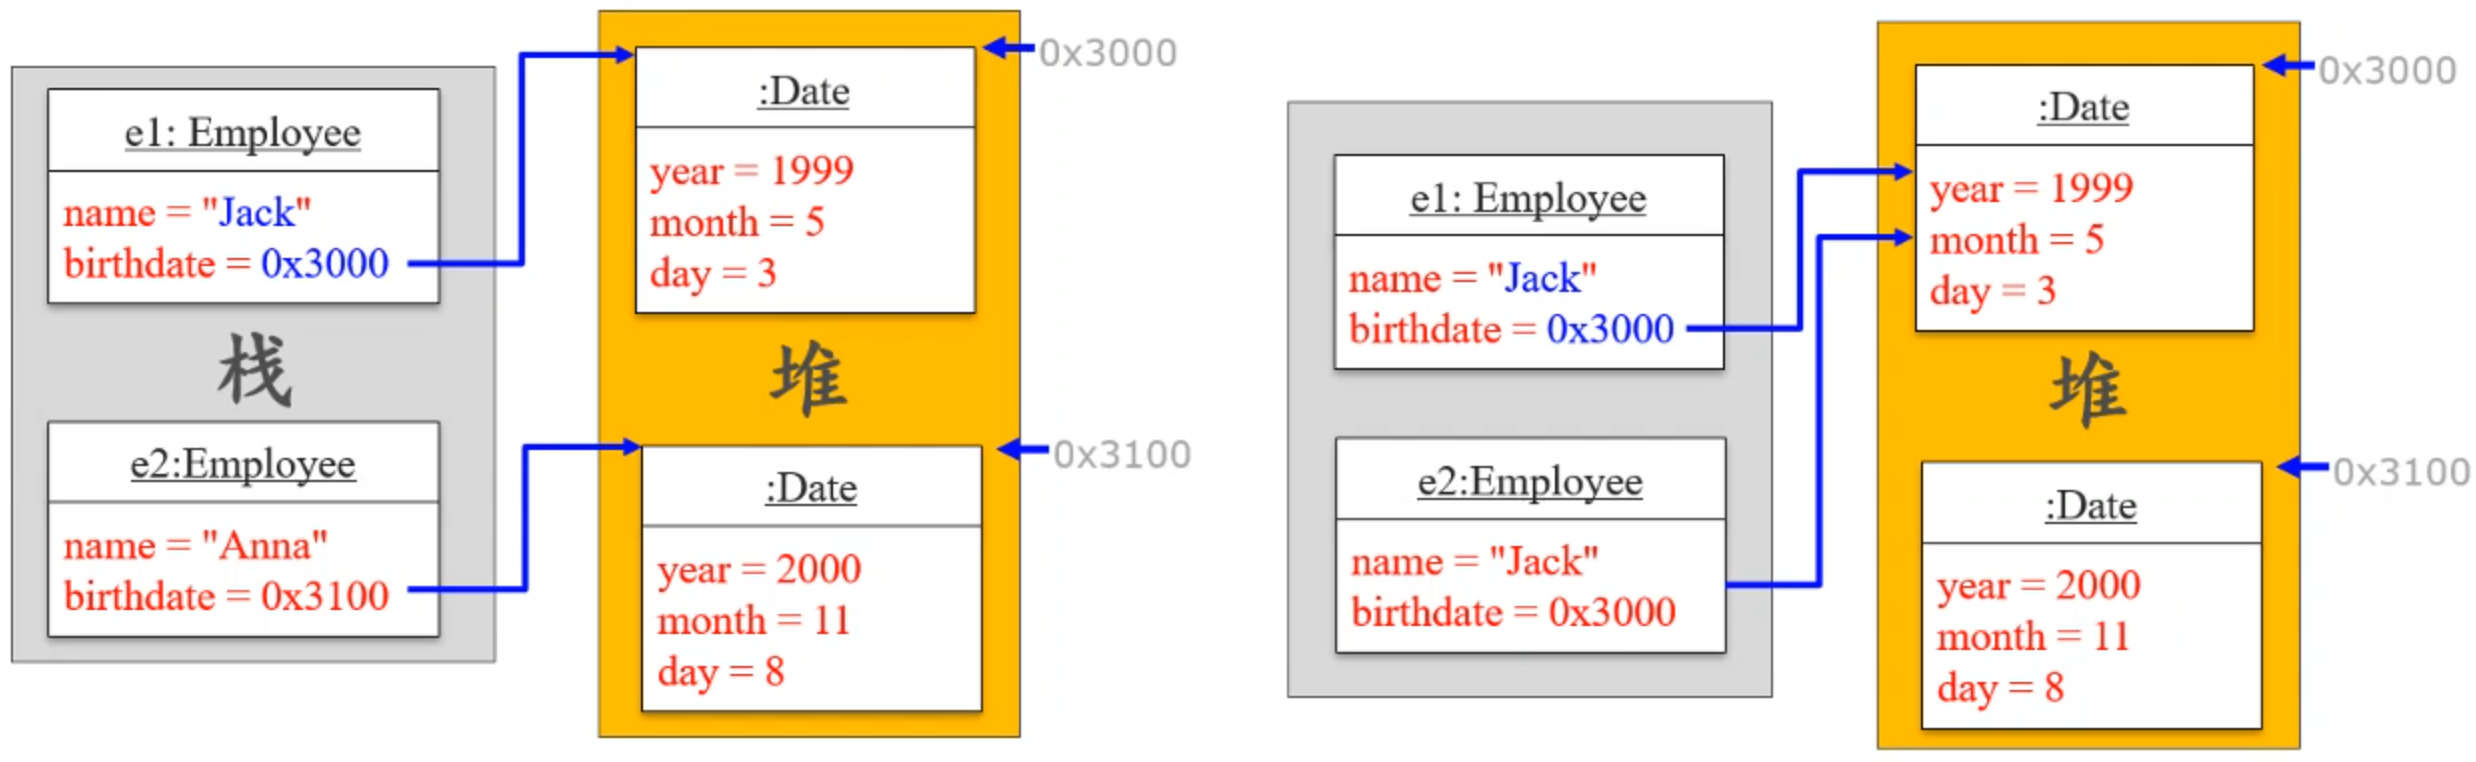 e1: Employee
name = "Jack"
birthdate = 0x3000
栈
e2:Employee
name = "Anna"
birthdate = 0x3100
0x3000
:Date
year = 1999
month = 5
day = 3
堆
0x3100
:Date
year = 2000
month = 11
day = 8
e1: Employee
name = "Jack"
birthdate = 0x3000
e2:Employee
name = "Jack"
birthdate = 0x3000
0x3000
:Date
year = 1999
month = 5
day = 3
堆
0x3100
:Date
year = 2000
month = 11
day = 8